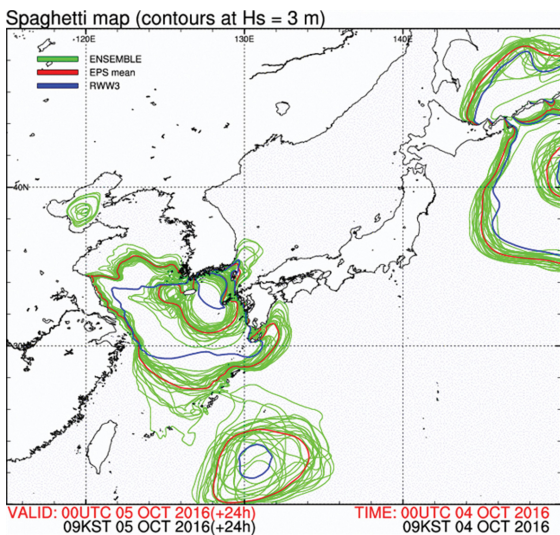 Spaghetti map (contours at Hs = 3 m)
120E 130E 140E
ENSEMBLE
EPS mean
RWW3
40N
30N
VALID: 00UTC 05 OCT 2016(+24h) TIME: 00UTC 04 OCT 2016
09KST 05 OCT 2016(+24h) 09KST 04 OCT 2016